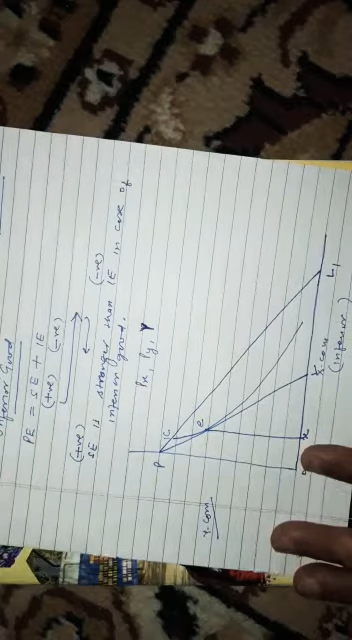 Inferior Good
PE = SE + IE
(+ve) (-ve)
(+ve) (-ve)
SE is stronger than IE in case of
inferior good.
Px, Py, Y
Y-com
P
e
x
L
L1
X-com
(inferior)